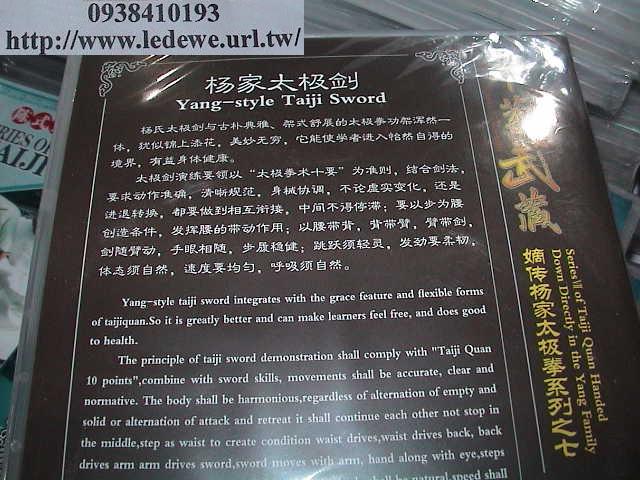 0938410193
http://www.ledewe.url.tw/
杨家太极剑
Yang-style Taiji Sword
杨氏太极剑与古朴典雅、架式舒展的太极拳功架浑然一
体，犹似锦上添花，美妙无穷，它能使学者进入怡然自得的
境界，有益身体健康。
太极剑演练要领以“太极拳术十要”为准则，结合剑法，
要求动作准确，清晰规范，身械协调，不论虚实变化，还是
进退转换，都要做到相互衔接，中间不得停滞；要以步为腰
创造条件，发挥腰的带动作用；以腰带背，背带臂，臂带剑，
剑随臂动，手眼相随，步履稳健；跳跃须轻灵，发劲要柔韧，
体态须自然，速度要均匀，呼吸须自然。
Yang-style taiji sword integrates with the grace feature and flexible forms
of taijiquan.So it is greatly better and can make learners feel free, and does good
to health.
The principle of taiji sword demonstration shall comply with "Taiji Quan
10 points",combine with sword skills, movements shall be accurate, clear and
normative. The body shall be harmonious,regardless of alternation of empty and
solid or alternation of attack and retreat it shall continue each other not stop in
the middle,step as waist to create condition waist drives,waist drives back, back
drives arm arm drives sword,sword moves with arm, hand along with eye,steps
shall be natural,speed shall
武藏
嫡传杨家太极拳系列之七
Series Ⅶ of Taiji Quan Handed
Down Directly in the Yang Family